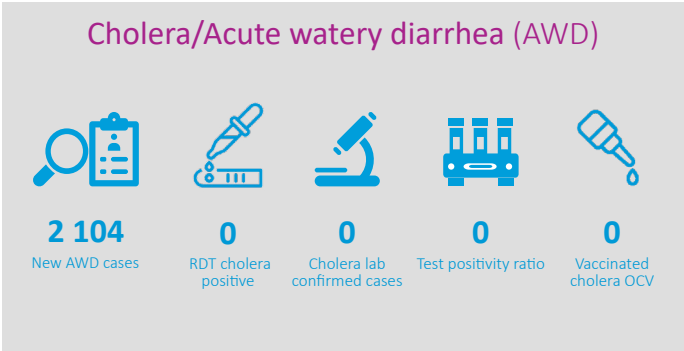 Cholera/Acute watery diarrhea (AWD)
2 104
New AWD cases
0
RDT cholera
positive
0
Cholera lab
confirmed cases
0
Test positivity ratio
0
Vaccinated
cholera OCV